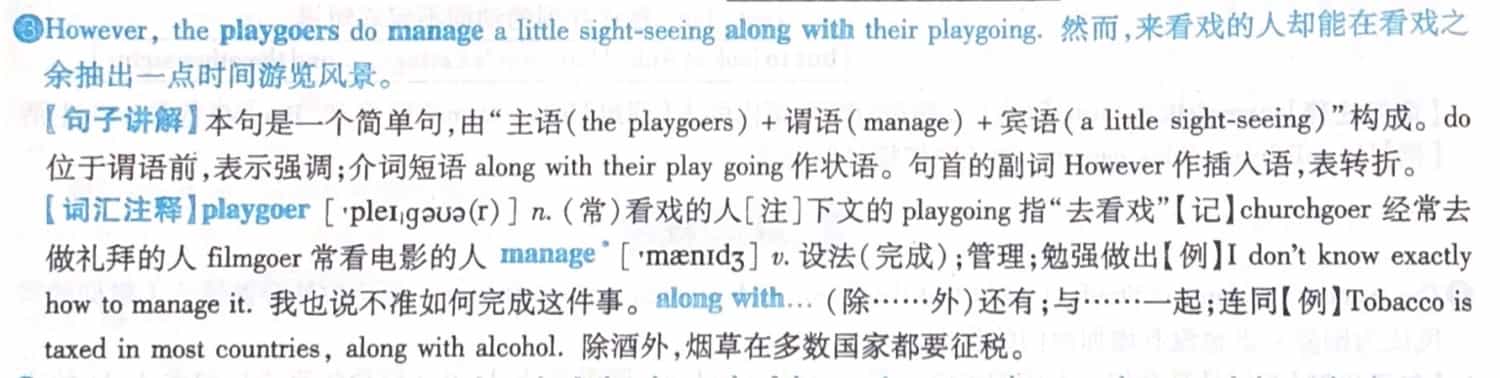 ③However, the playgoers do manage a little sight-seeing along with their playgoing. 然而,来看戏的人却能在看戏之
余抽出一点时间游览风景。
【句子讲解】本句是一个简单句,由“主语(the playgoers)+谓语(manage)+宾语(a little sight-seeing)”构成。do
位于谓语前,表示强调;介词短语 along with their play going 作状语。句首的副词 However 作插入语,表转折。
【词汇注释】playgoer [ˈpleɪˌɡəʊə(r)] n. (常)看戏的人[注]下文的 playgoing 指“去看戏”【记】churchgoer 经常去
做礼拜的人 filmgoer 常看电影的人 manage* [ˈmænɪdʒ] v. 设法(完成);管理;勉强做出【例】I don't know exactly
how to manage it. 我也说不准如何完成这件事。along with… (除……外)还有;与……一起;连同【例】Tobacco is
taxed in most countries, along with alcohol. 除酒外,烟草在多数国家都要征税。